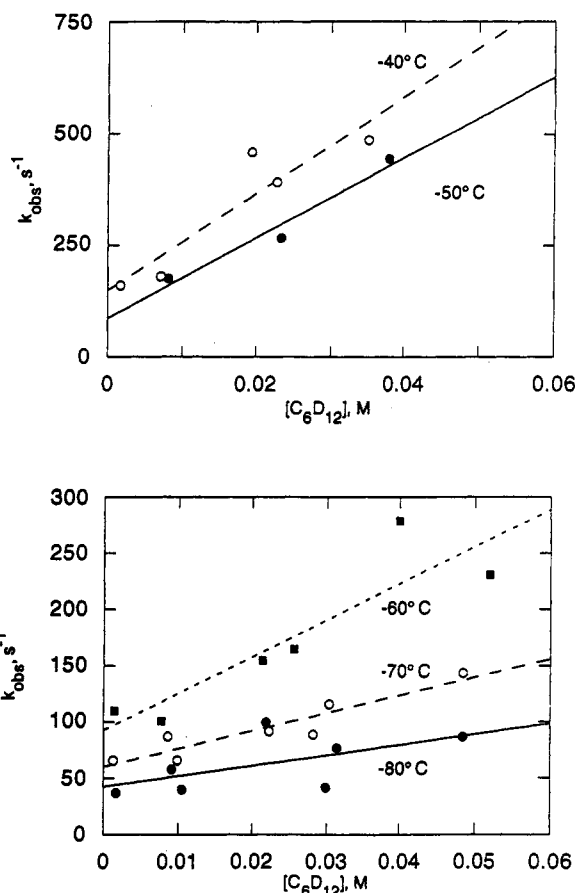 750
-40° C
500
k_obs, s⁻¹
-50° C
250
0
0 0.02 0.04 0.06
[C₆D₁₂], M
300
250
200
-60° C
k_obs, s⁻¹
150
-70° C
100
50
-80° C
0
0 0.01 0.02 0.03 0.04 0.05 0.06
[C₆D₁₂], M